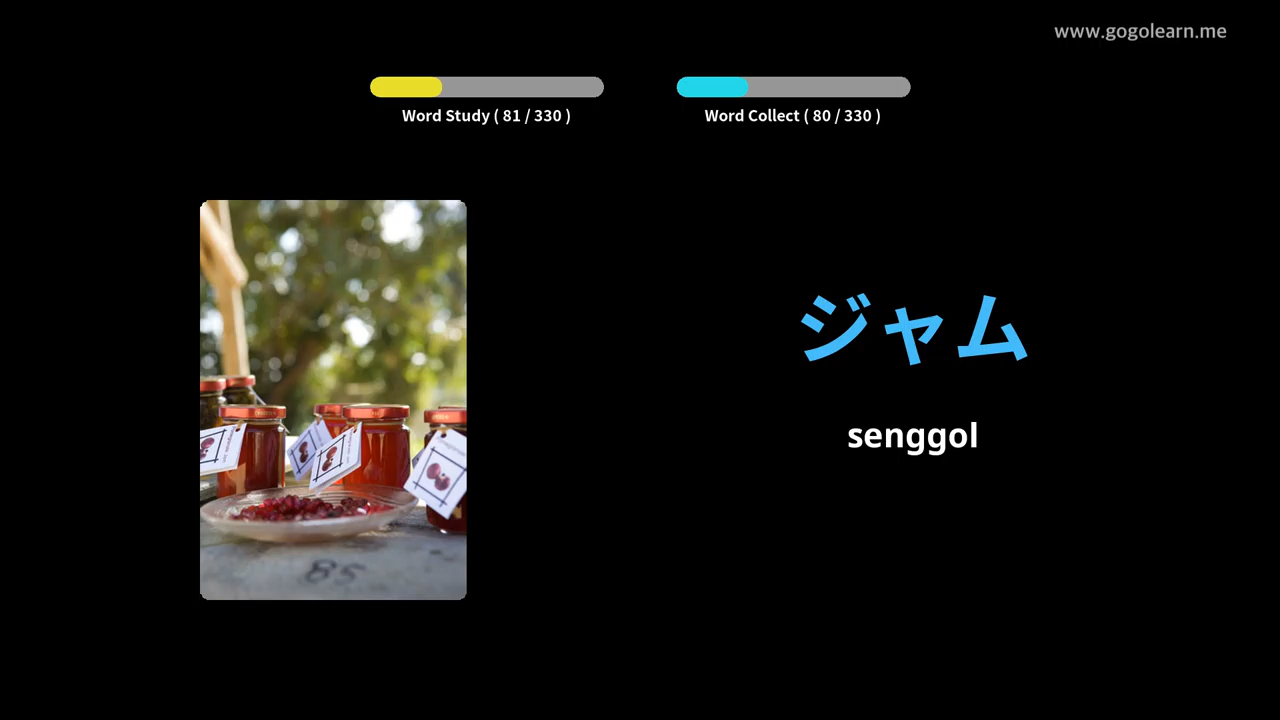 www.gogolearn.me
Word Study ( 81 / 330 )
Word Collect ( 80 / 330 )
ジャム
senggol
85